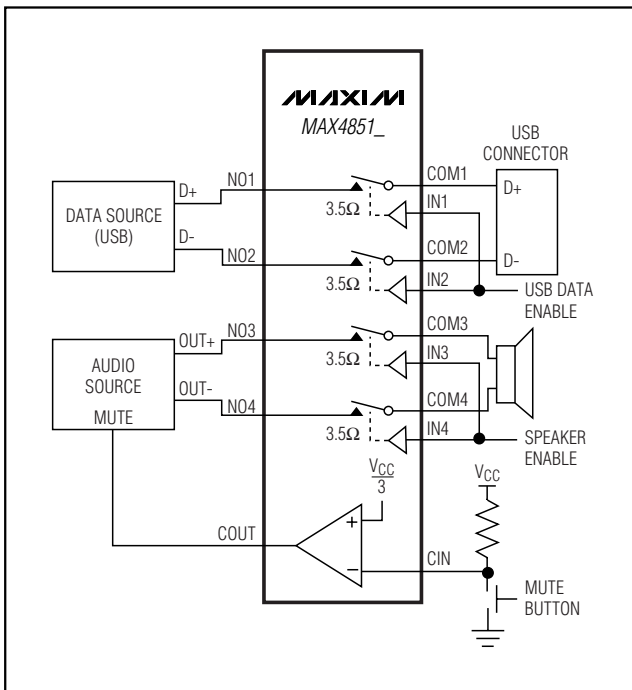 MAXIM
MAX4851_
USB
CONNECTOR
DATA SOURCE
(USB)
D+
NO1
3.5Ω
COM1
IN1
D+
D-
NO2
3.5Ω
COM2
IN2
D-
USB DATA
ENABLE
AUDIO
SOURCE
MUTE
OUT+
NO3
3.5Ω
COM3
IN3
OUT-
NO4
3.5Ω
COM4
IN4
SPEAKER
ENABLE
VCC
3
VCC
COUT
+
−
CIN
MUTE
BUTTON